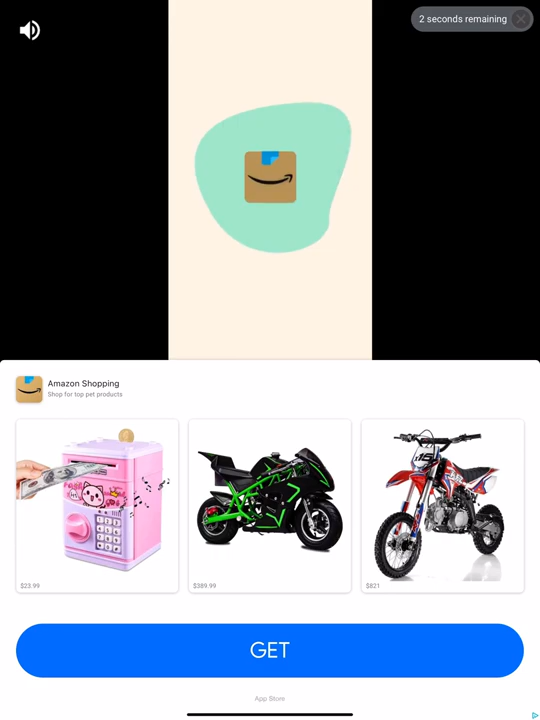 2 seconds remaining
Amazon Shopping
Shop for top pet products
$23.99
$389.99
$821
GET
App Store